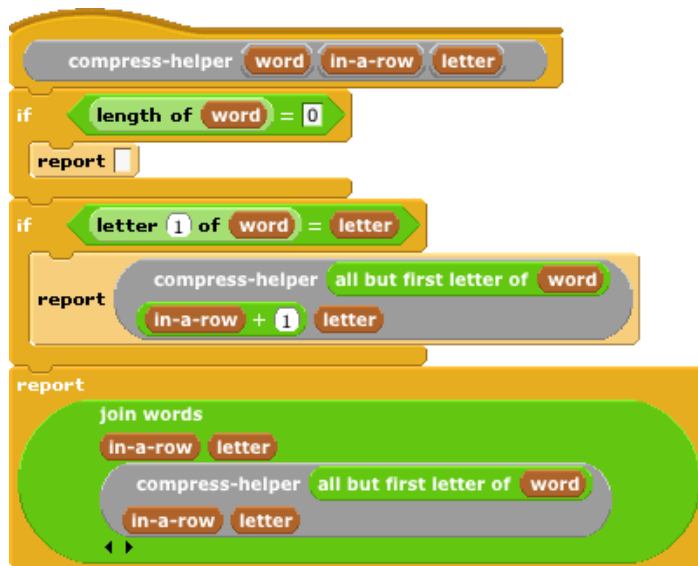 compress-helper word in-a-row letter
if length of word = 0
report
if letter 1 of word = letter
report compress-helper all but first letter of word
in-a-row + 1 letter
report
join words
in-a-row letter
compress-helper all but first letter of word
in-a-row letter